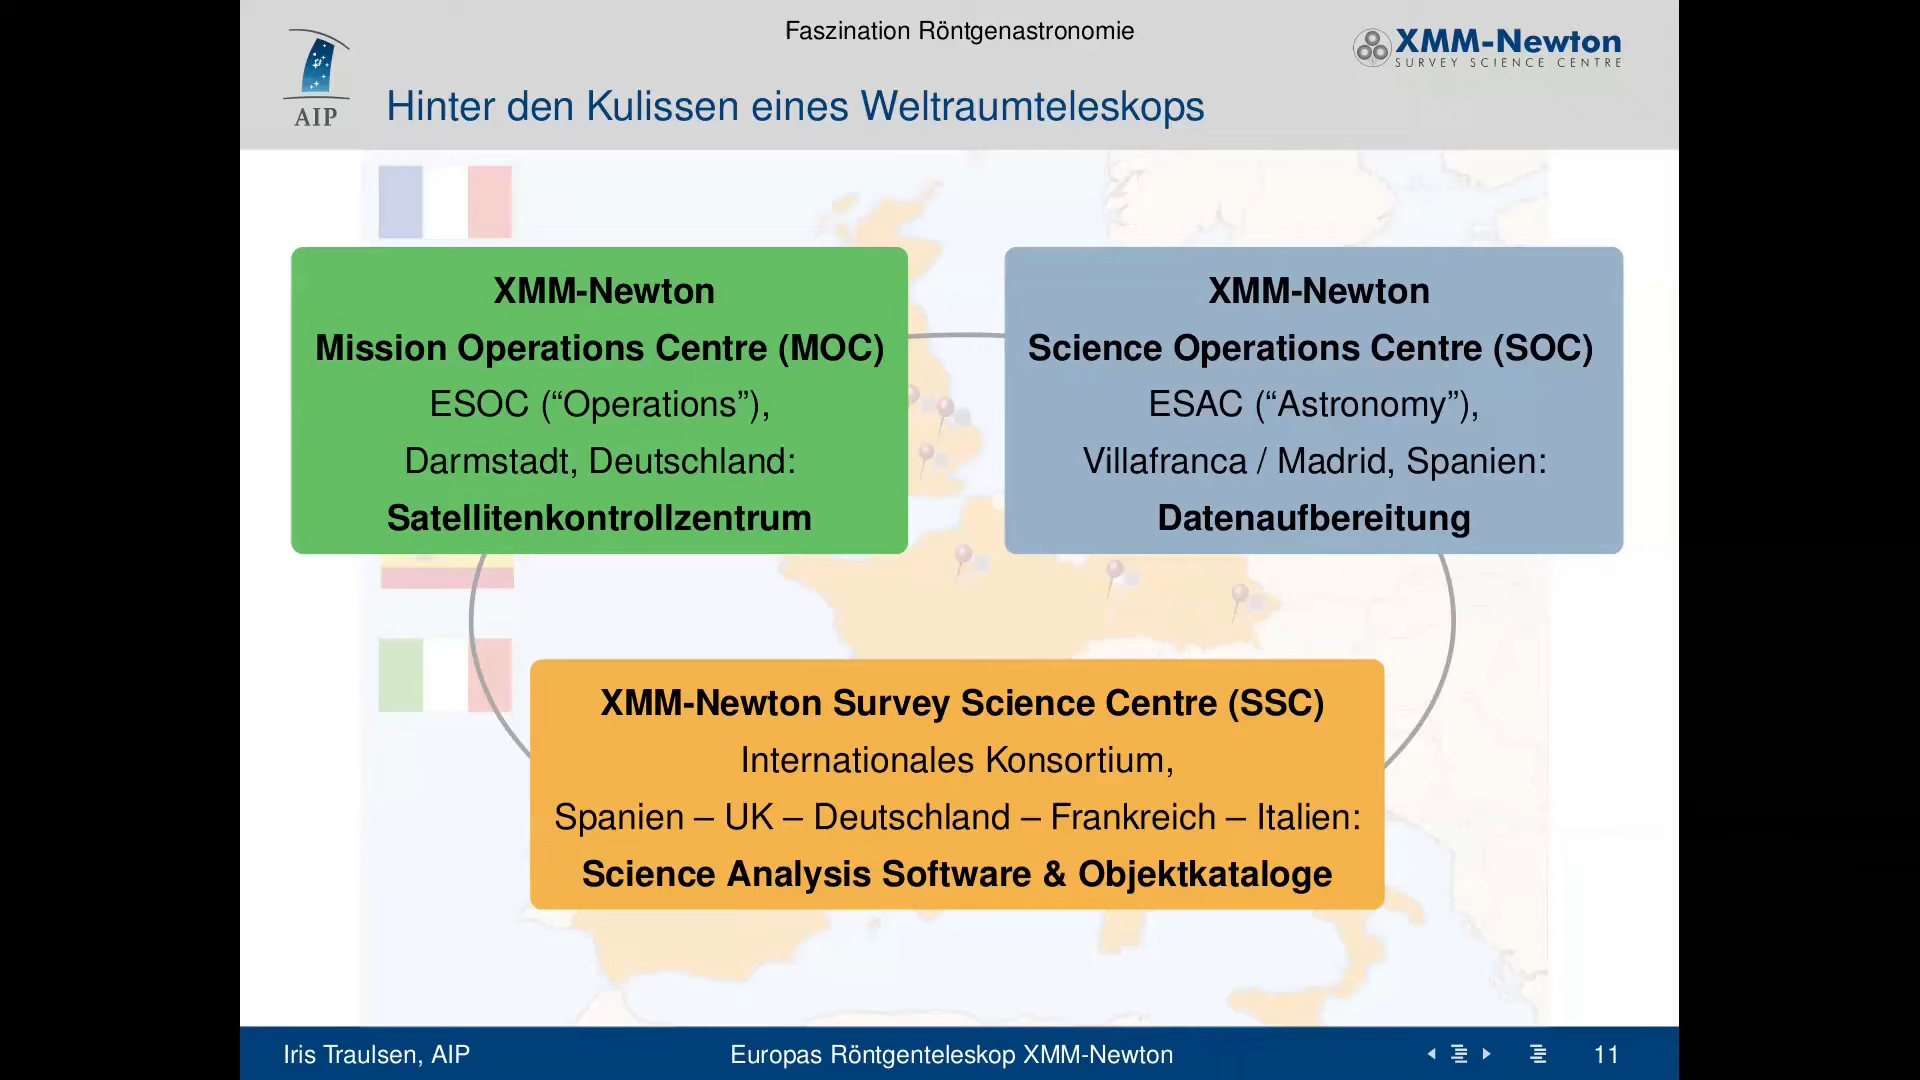 Faszination Röntgenastronomie
XMM-Newton
SURVEY SCIENCE CENTRE
AIP
Hinter den Kulissen eines Weltraumteleskops
XMM-Newton
Mission Operations Centre (MOC)
ESOC (“Operations”),
Darmstadt, Deutschland:
Satellitenkontrollzentrum
XMM-Newton
Science Operations Centre (SOC)
ESAC (“Astronomy”),
Villafranca / Madrid, Spanien:
Datenaufbereitung
XMM-Newton Survey Science Centre (SSC)
Internationales Konsortium,
Spanien – UK – Deutschland – Frankreich – Italien:
Science Analysis Software & Objektkataloge
Iris Traulsen, AIP
Europas Röntgenteleskop XMM-Newton
11